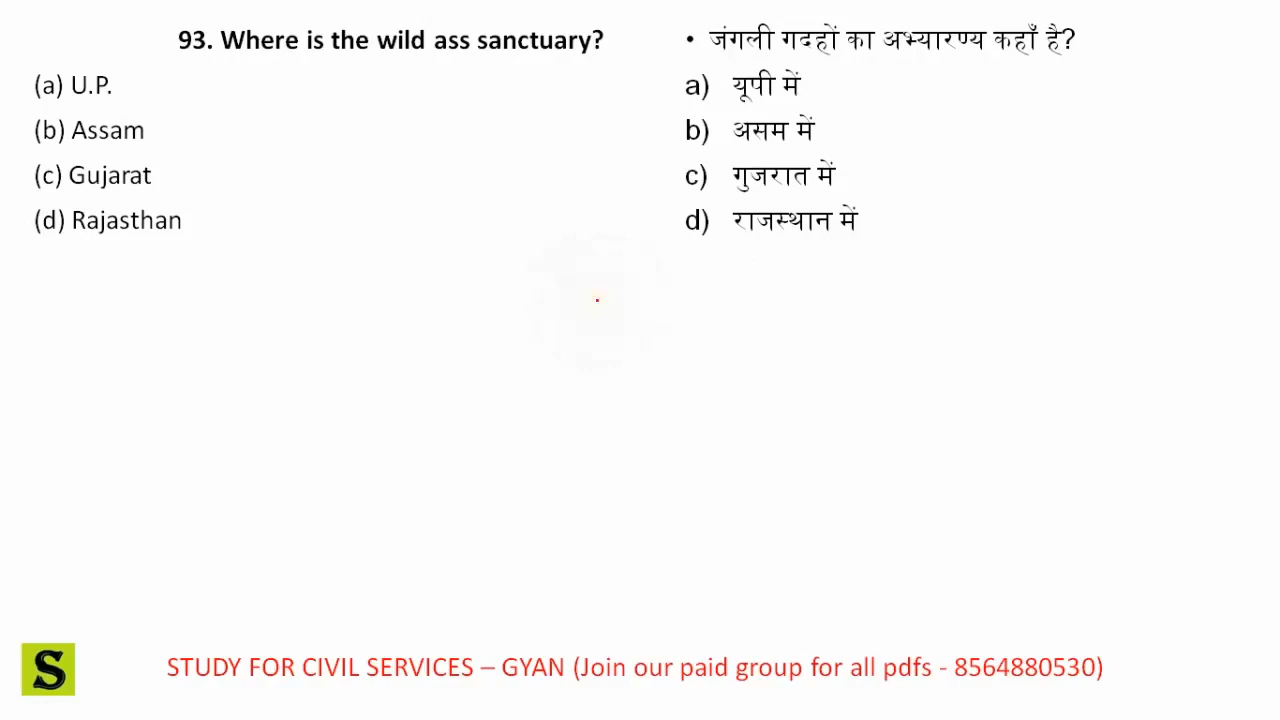 93. Where is the wild ass sanctuary?
(a) U.P.
(b) Assam
(c) Gujarat
(d) Rajasthan
• जंगली गदहों का अभ्यारण्य कहाँ है?
a) यूपी में
b) असम में
c) गुजरात में
d) राजस्थान में
S
STUDY FOR CIVIL SERVICES – GYAN (Join our paid group for all pdfs - 8564880530)